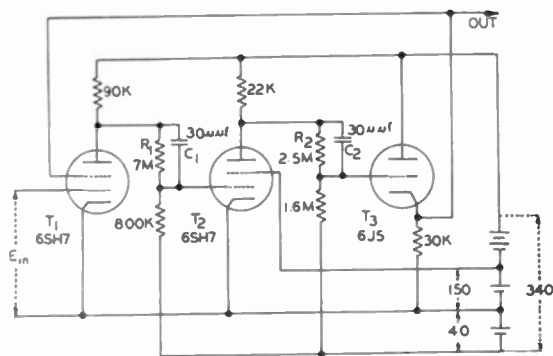 OUT
90K
22K
30μμf
R1
7M
C1
30μμf
R2
2.5M
C2
T1
6SH7
800K
T2
6SH7
1.6M
T3
6J5
30K
Ein
150
340
40